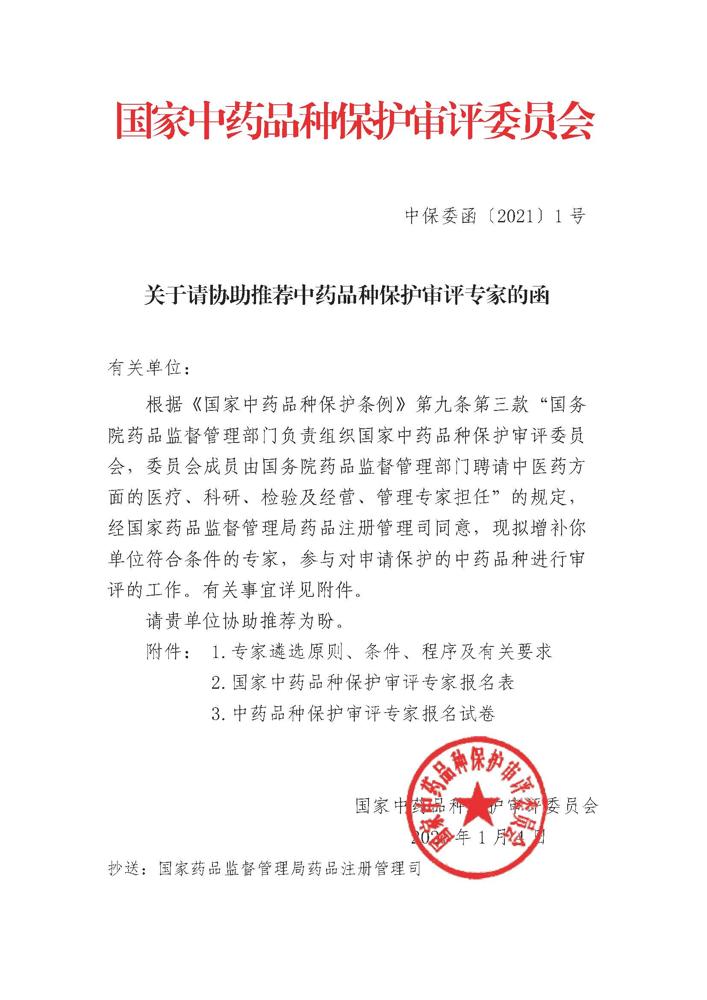 国家中药品种保护审评委员会
中保委函〔2021〕1 号
关于请协助推荐中药品种保护审评专家的函
有关单位：
根据《国家中药品种保护条例》第九条第三款“国务
院药品监督管理部门负责组织国家中药品种保护审评委员
会，委员会成员由国务院药品监督管理部门聘请中医药方
面的医疗、科研、检验及经营、管理专家担任”的规定，
经国家药品监督管理局药品注册管理司同意，现拟增补你
单位符合条件的专家，参与对申请保护的中药品种进行审
评的工作。有关事宜详见附件。
请贵单位协助推荐为盼。
附件： 1. 专家遴选原则、条件、程序及有关要求
2. 国家中药品种保护审评专家报名表
3. 中药品种保护审评专家报名试卷
国家中药品种保护审评委员会
国家中药品种保护审评委员会
2021 年 1 月 4 日
抄送：国家药品监督管理局药品注册管理司